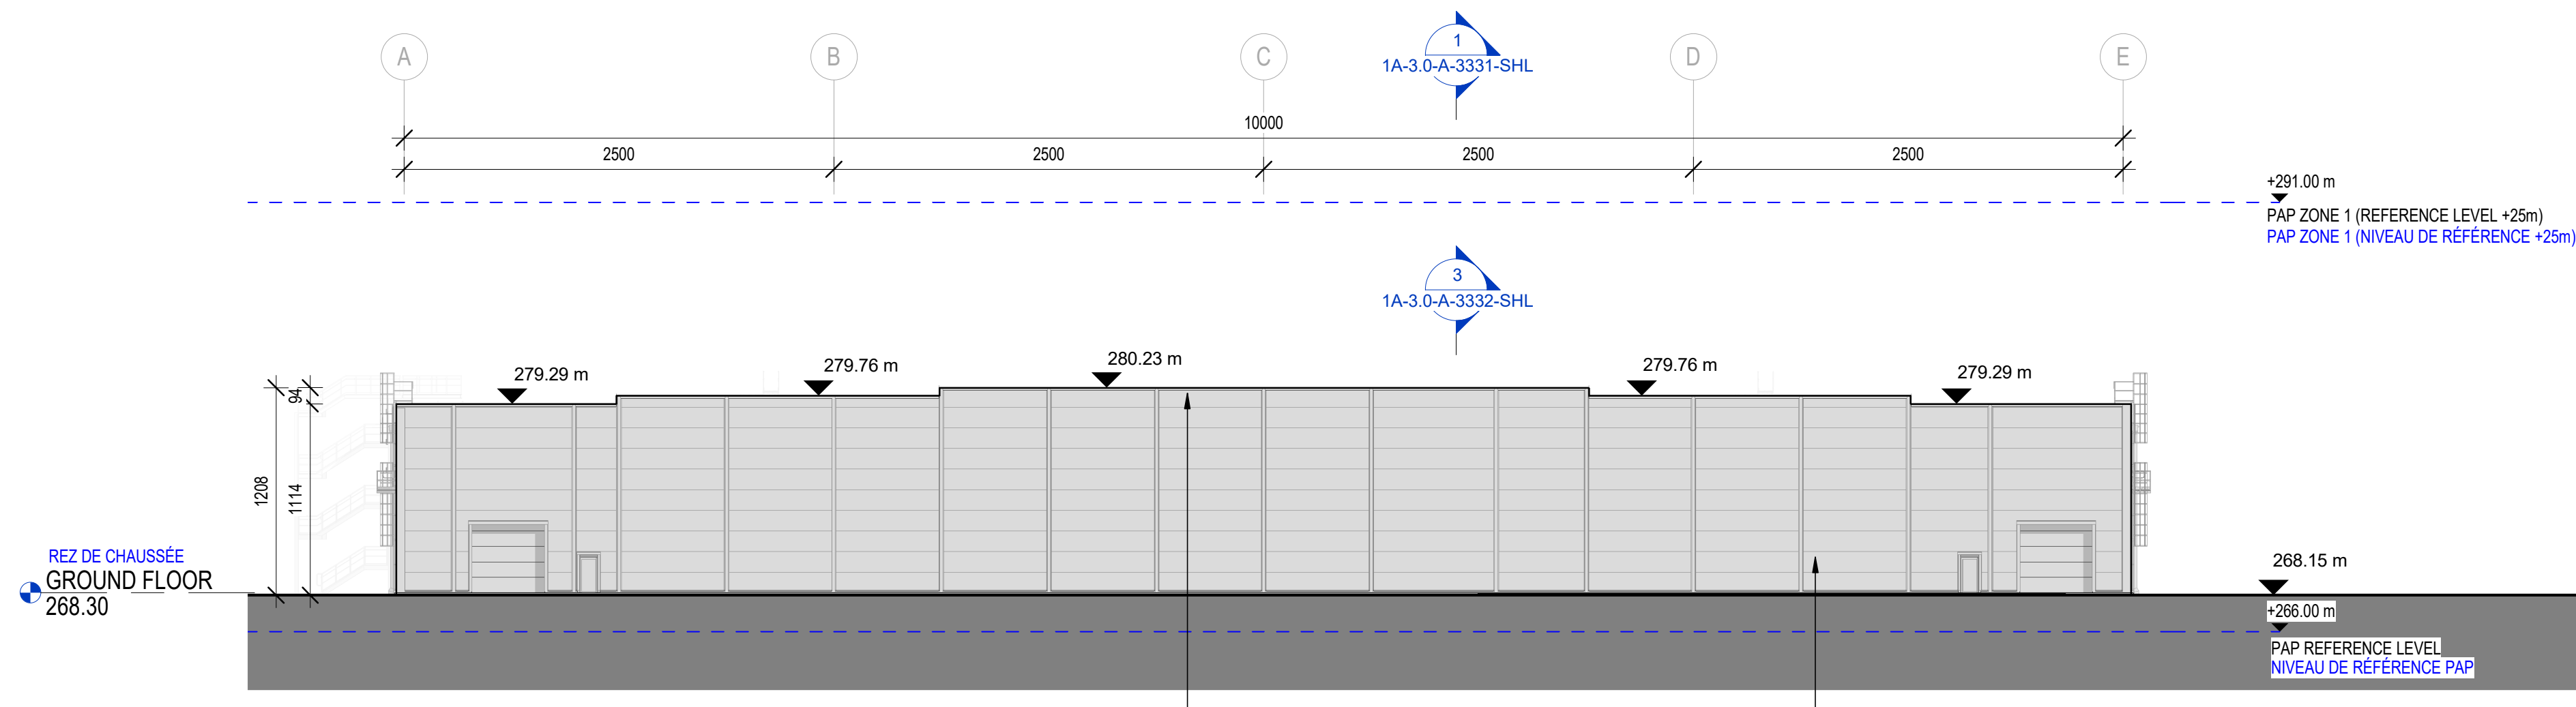 A
B
C
D
E
1
1A-3.0-A-3331-SHL
10000
2500
2500
2500
2500
+291.00 m
PAP ZONE 1 (REFERENCE LEVEL +25m)
PAP ZONE 1 (NIVEAU DE RÉFÉRENCE +25m)
3
1A-3.0-A-3332-SHL
279.29 m
279.76 m
280.23 m
279.76 m
279.29 m
94
1208
1114
REZ DE CHAUSSÉE
GROUND FLOOR
268.30
268.15 m
+266.00 m
PAP REFERENCE LEVEL
NIVEAU DE RÉFÉRENCE PAP